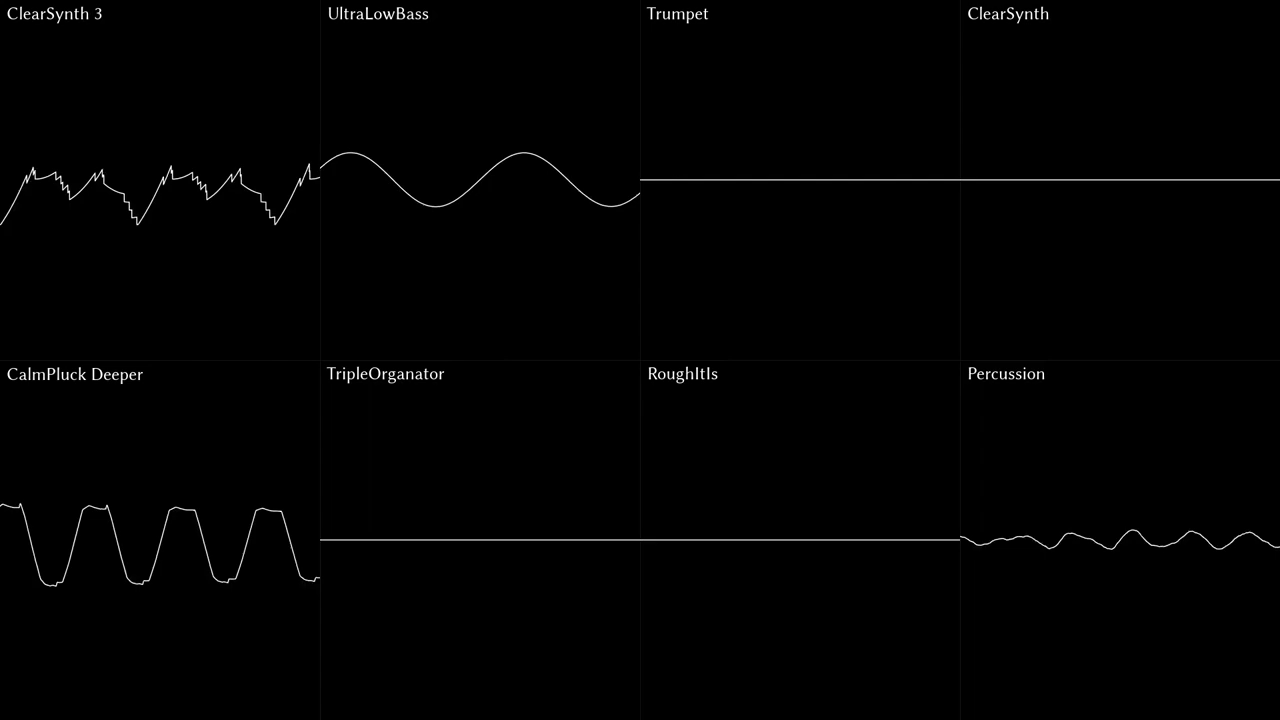 ClearSynth 3
UltraLowBass
Trumpet
ClearSynth
CalmPluck Deeper
TripleOrganator
RoughItIs
Percussion